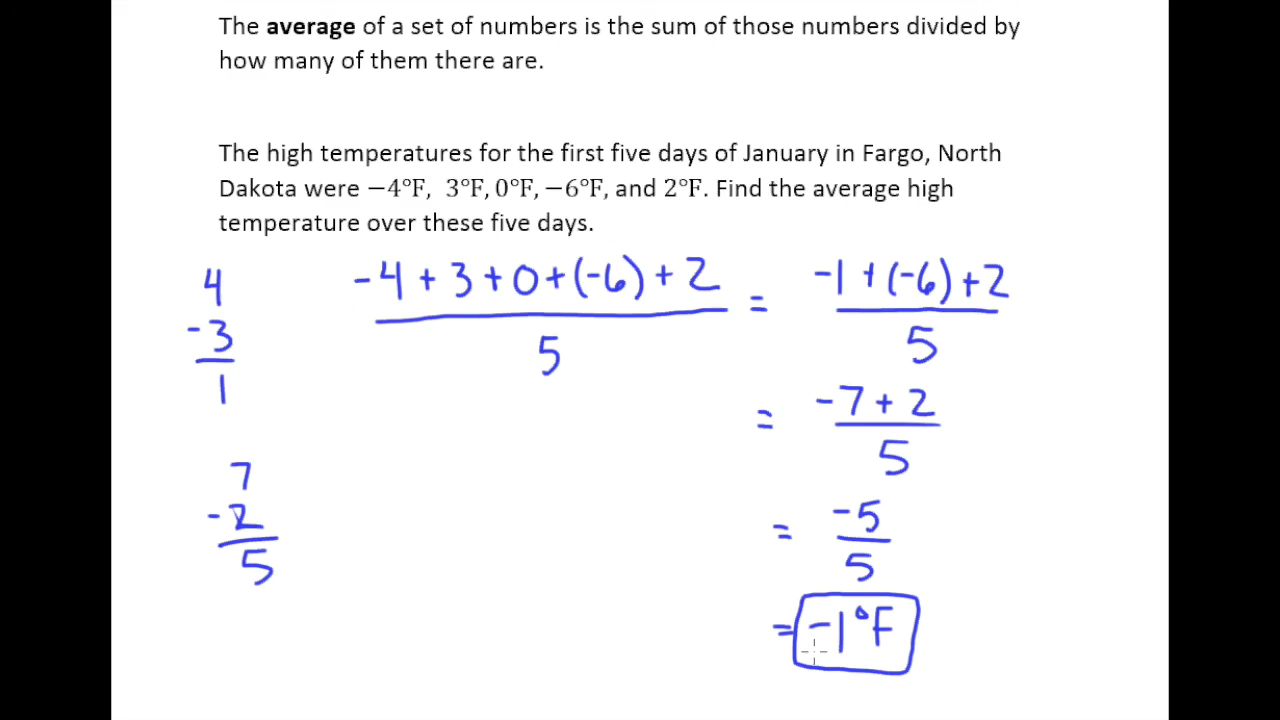 The average of a set of numbers is the sum of those numbers divided by
how many of them there are.
The high temperatures for the first five days of January in Fargo, North
Dakota were −4°F, 3°F, 0°F, −6°F, and 2°F. Find the average high
temperature over these five days.
4
-3
1
-4 + 3 + 0 + (-6) + 2
5
= -1 + (-6) + 2
5
= -7 + 2
5
7
-2
5
= -5
5
= -1°F